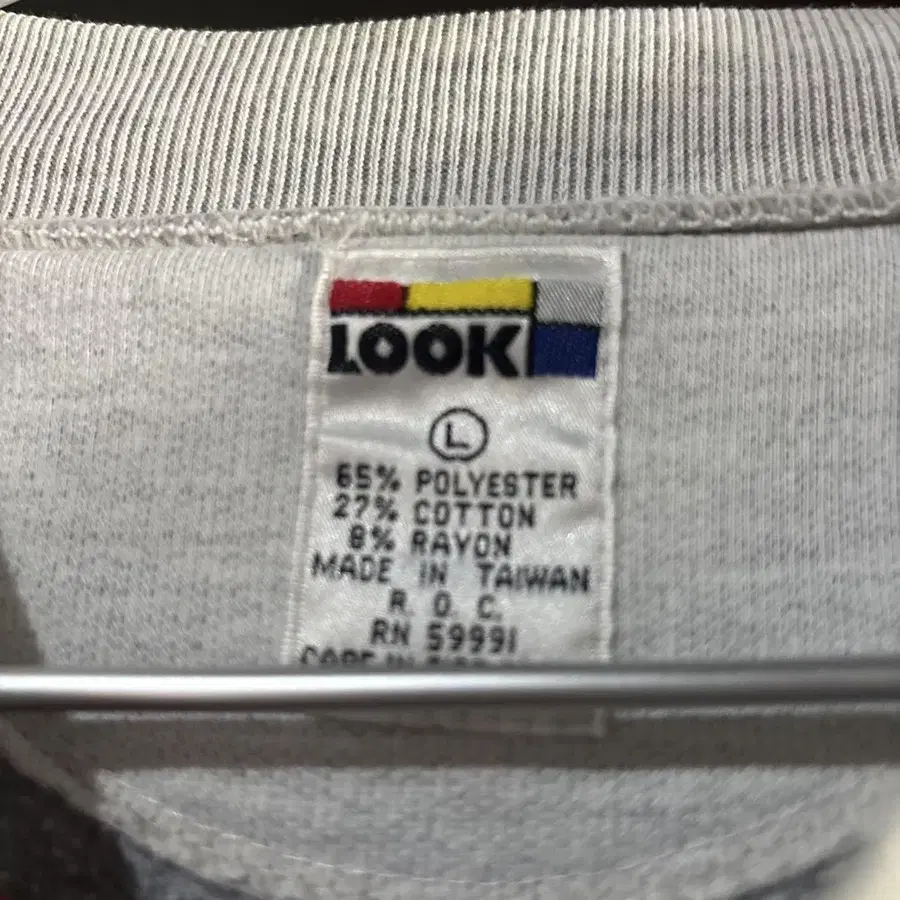 LOOK
L
65% POLYESTER
27% COTTON
8% RAYON
MADE IN TAIWAN
R. O. C.
RN 59991